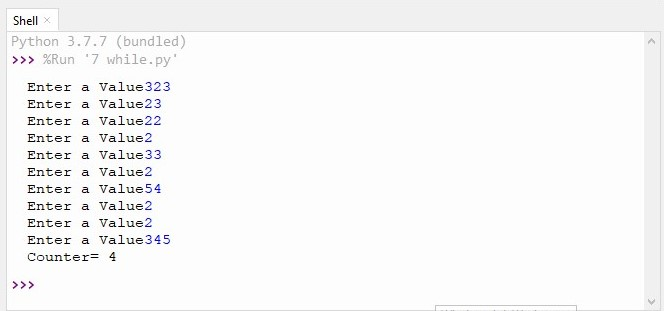 Shell ×
Python 3.7.7 (bundled)
>>> %Run '7 while.py'
Enter a Value323
Enter a Value23
Enter a Value22
Enter a Value2
Enter a Value33
Enter a Value2
Enter a Value54
Enter a Value2
Enter a Value2
Enter a Value345
Counter= 4
>>>